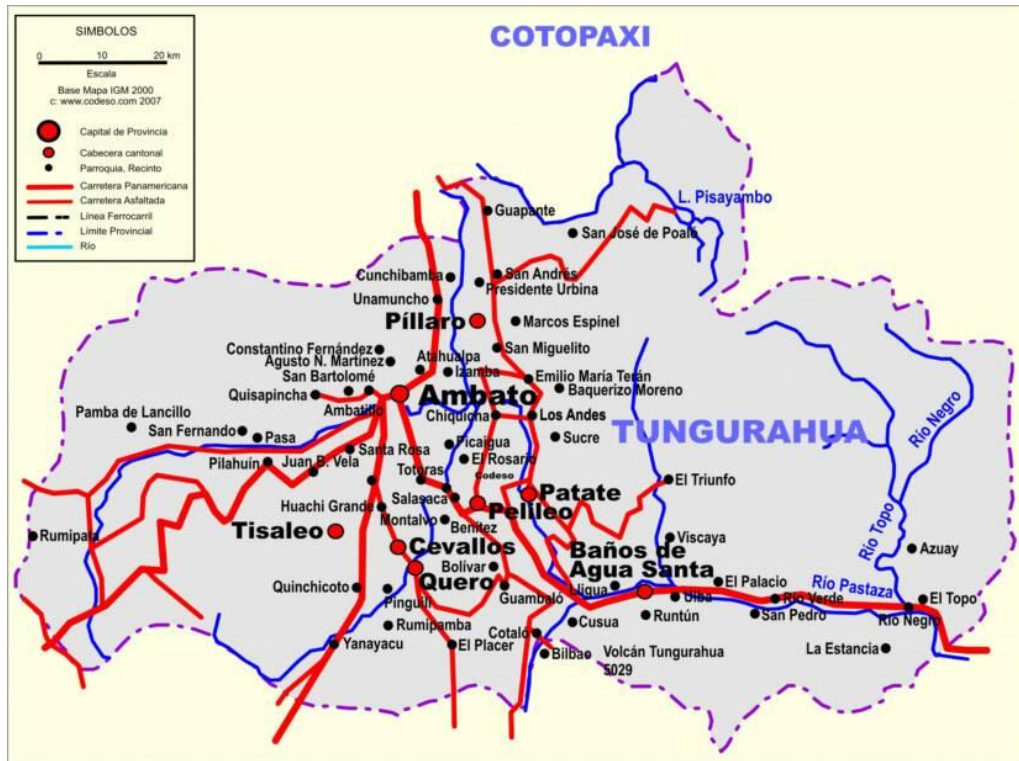 SIMBOLOS
0 10 20 km
Escala
Base Mapa IGM 2000
c: www.codeso.com 2007
Capital de Provincia
Cabecera cantonal
Parroquia, Recinto
Carretera Panamericana
Carretera Asfaltada
Línea Ferrocarril
Límite Provincial
Río
COTOPAXI
L. Pisayambo
Guapante
San José de Poaló
Cunchibamba
San Andrés
Presidente Urbina
Unamuncho
Píllaro
Marcos Espinel
Constantino Fernández
Atahualpa
San Miguelito
Agusto N. Martínez
Izamba
San Bartolomé
Emilio María Terán
Quisapincha
Ambato
Baquerizo Moreno
Ambatillo
Pamba de Lancillo
Chiquicha
Los Andes
San Fernando
Pasa
Picaigua
Sucre
TUNGURAHUA
Río Negro
Santa Rosa
El Rosario
Pilahuín
Juan B. Vela
Totoras
Codeso
El Triunfo
Salasaca
Patate
Huachi Grande
Pelileo
Montalvo
Benítez
Tisaleo
Río Topo
Rumipata
Viscaya
Cevallos
Baños de
Agua Santa
Azuay
Bolívar
Quero
El Palacio
Río Pastaza
Quinchicoto
Pinguilí
Guambaló
Ulgua
Ulba
Río Verde
El Topo
Rumipamba
Cusua
Runtún
San Pedro
Río Negro
Yanayacu
El Placer
Cotaló
Bilbao
Volcán Tungurahua
5029
La Estancia